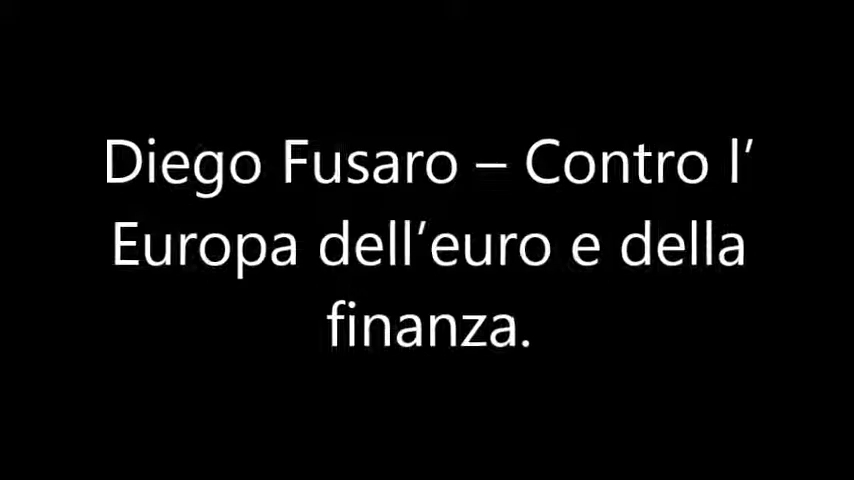 Diego Fusaro – Contro l’
Europa dell’euro e della
finanza.